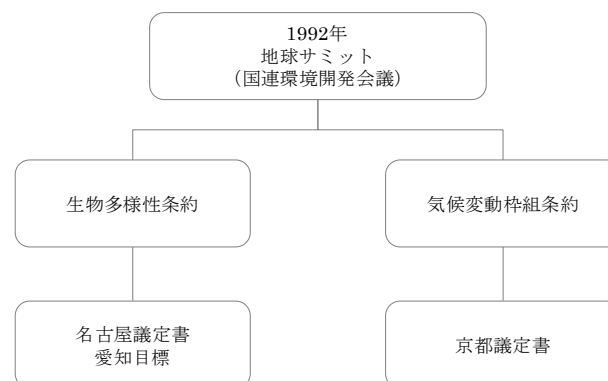 1992年
地球サミット
（国連環境開発会議）
生物多様性条約
気候変動枠組条約
名古屋議定書
愛知目標
京都議定書